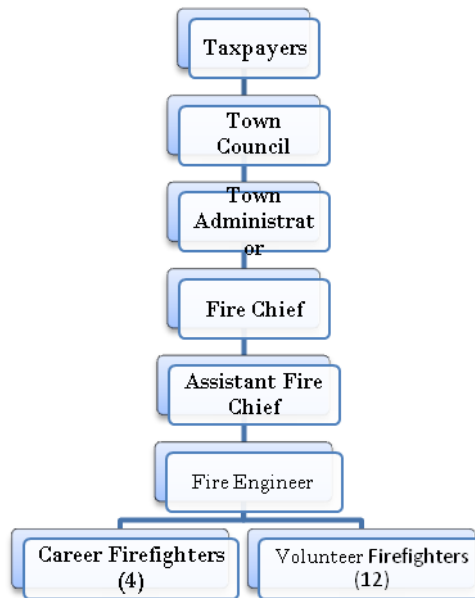 Taxpayers
Town
Council
Town
Administrat
or
Fire Chief
Assistant Fire
Chief
Fire Engineer
Career Firefighters
(4)
Volunteer Firefighters
(12)